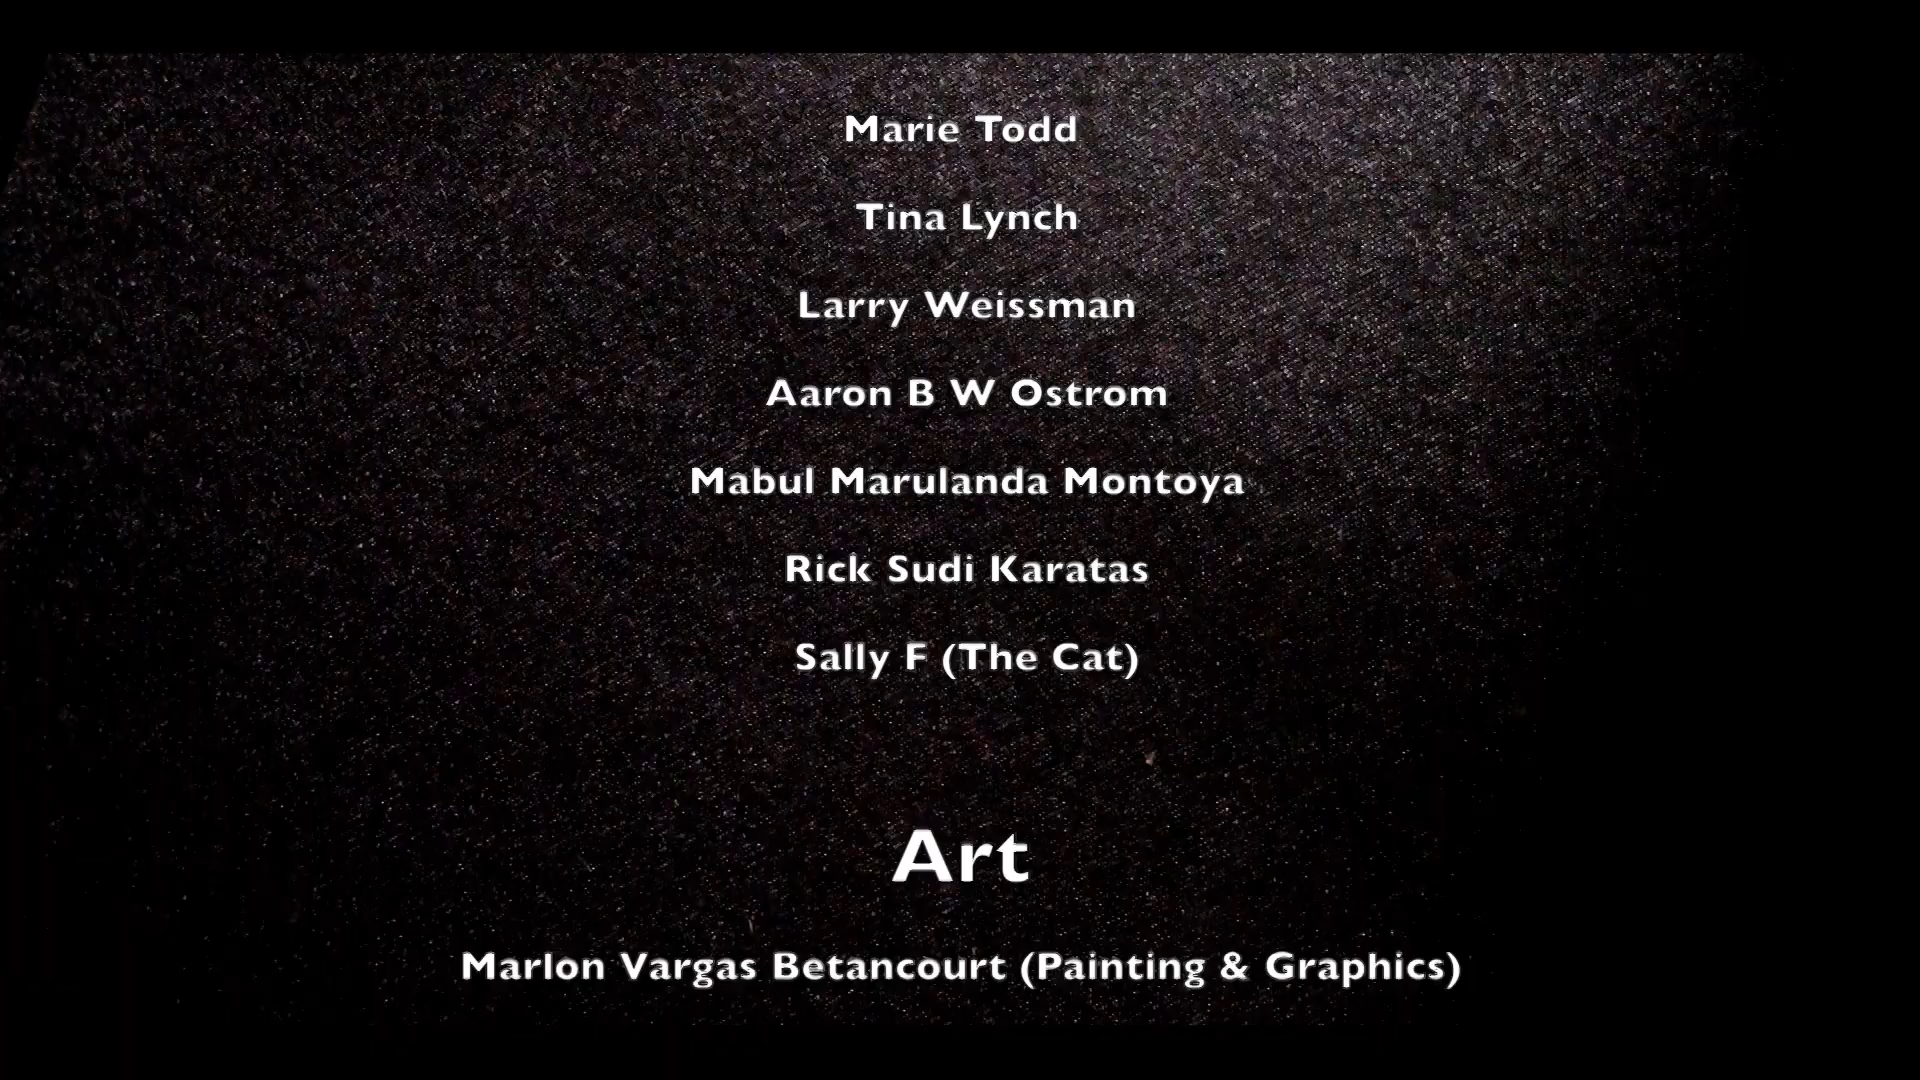 Marie Todd
Tina Lynch
Larry Weissman
Aaron B W Ostrom
Mabul Marulanda Montoya
Rick Sudi Karatas
Sally F (The Cat)
Art
Marlon Vargas Betancourt (Painting & Graphics)